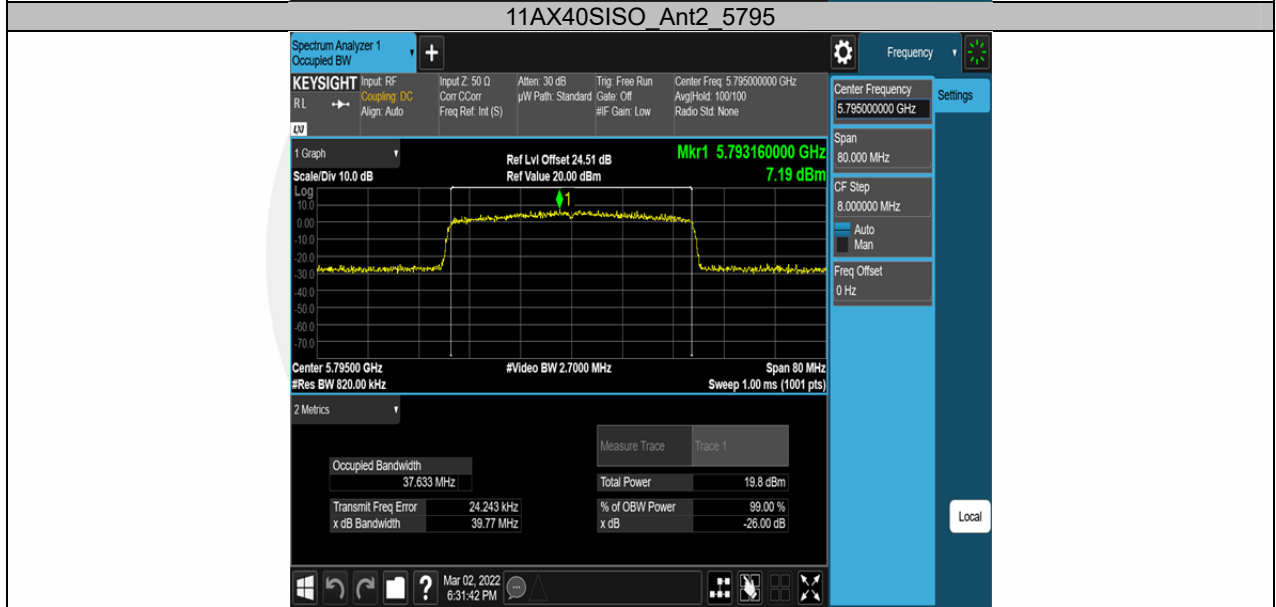 11AX40SISO_Ant2_5795
Spectrum Analyzer 1
Occupied BW
+
Frequency
KEYSIGHT
RL
LXI
Input: RF
Coupling: DC
Align: Auto
Input Z: 50 Ω
Corr CCorr
Freq Ref: Int (S)
Atten: 30 dB
µW Path: Standard
Trig: Free Run
Gate: Off
#IF Gain: Low
Center Freq: 5.795000000 GHz
Avg|Hold: 100/100
Radio Std: None
Center Frequency
5.795000000 GHz
Settings
Span
80.000 MHz
CF Step
8.000000 MHz
Auto
Man
Freq Offset
0 Hz
1 Graph
Scale/Div 10.0 dB
Ref Lvl Offset 24.51 dB
Ref Value 20.00 dBm
Mkr1 5.793160000 GHz
7.19 dBm
Log
10.0
0.00
-10.0
-20.0
-30.0
-40.0
-50.0
-60.0
-70.0
1
Center 5.79500 GHz
#Video BW 2.7000 MHz
Span 80 MHz
#Res BW 820.00 kHz
Sweep 1.00 ms (1001 pts)
2 Metrics
Measure Trace
Trace 1
Occupied Bandwidth
37.633 MHz
Total Power
19.8 dBm
Transmit Freq Error
24.243 kHz
% of OBW Power
99.00 %
x dB Bandwidth
39.77 MHz
x dB
-26.00 dB
Local
?
Mar 02, 2022
6:31:42 PM